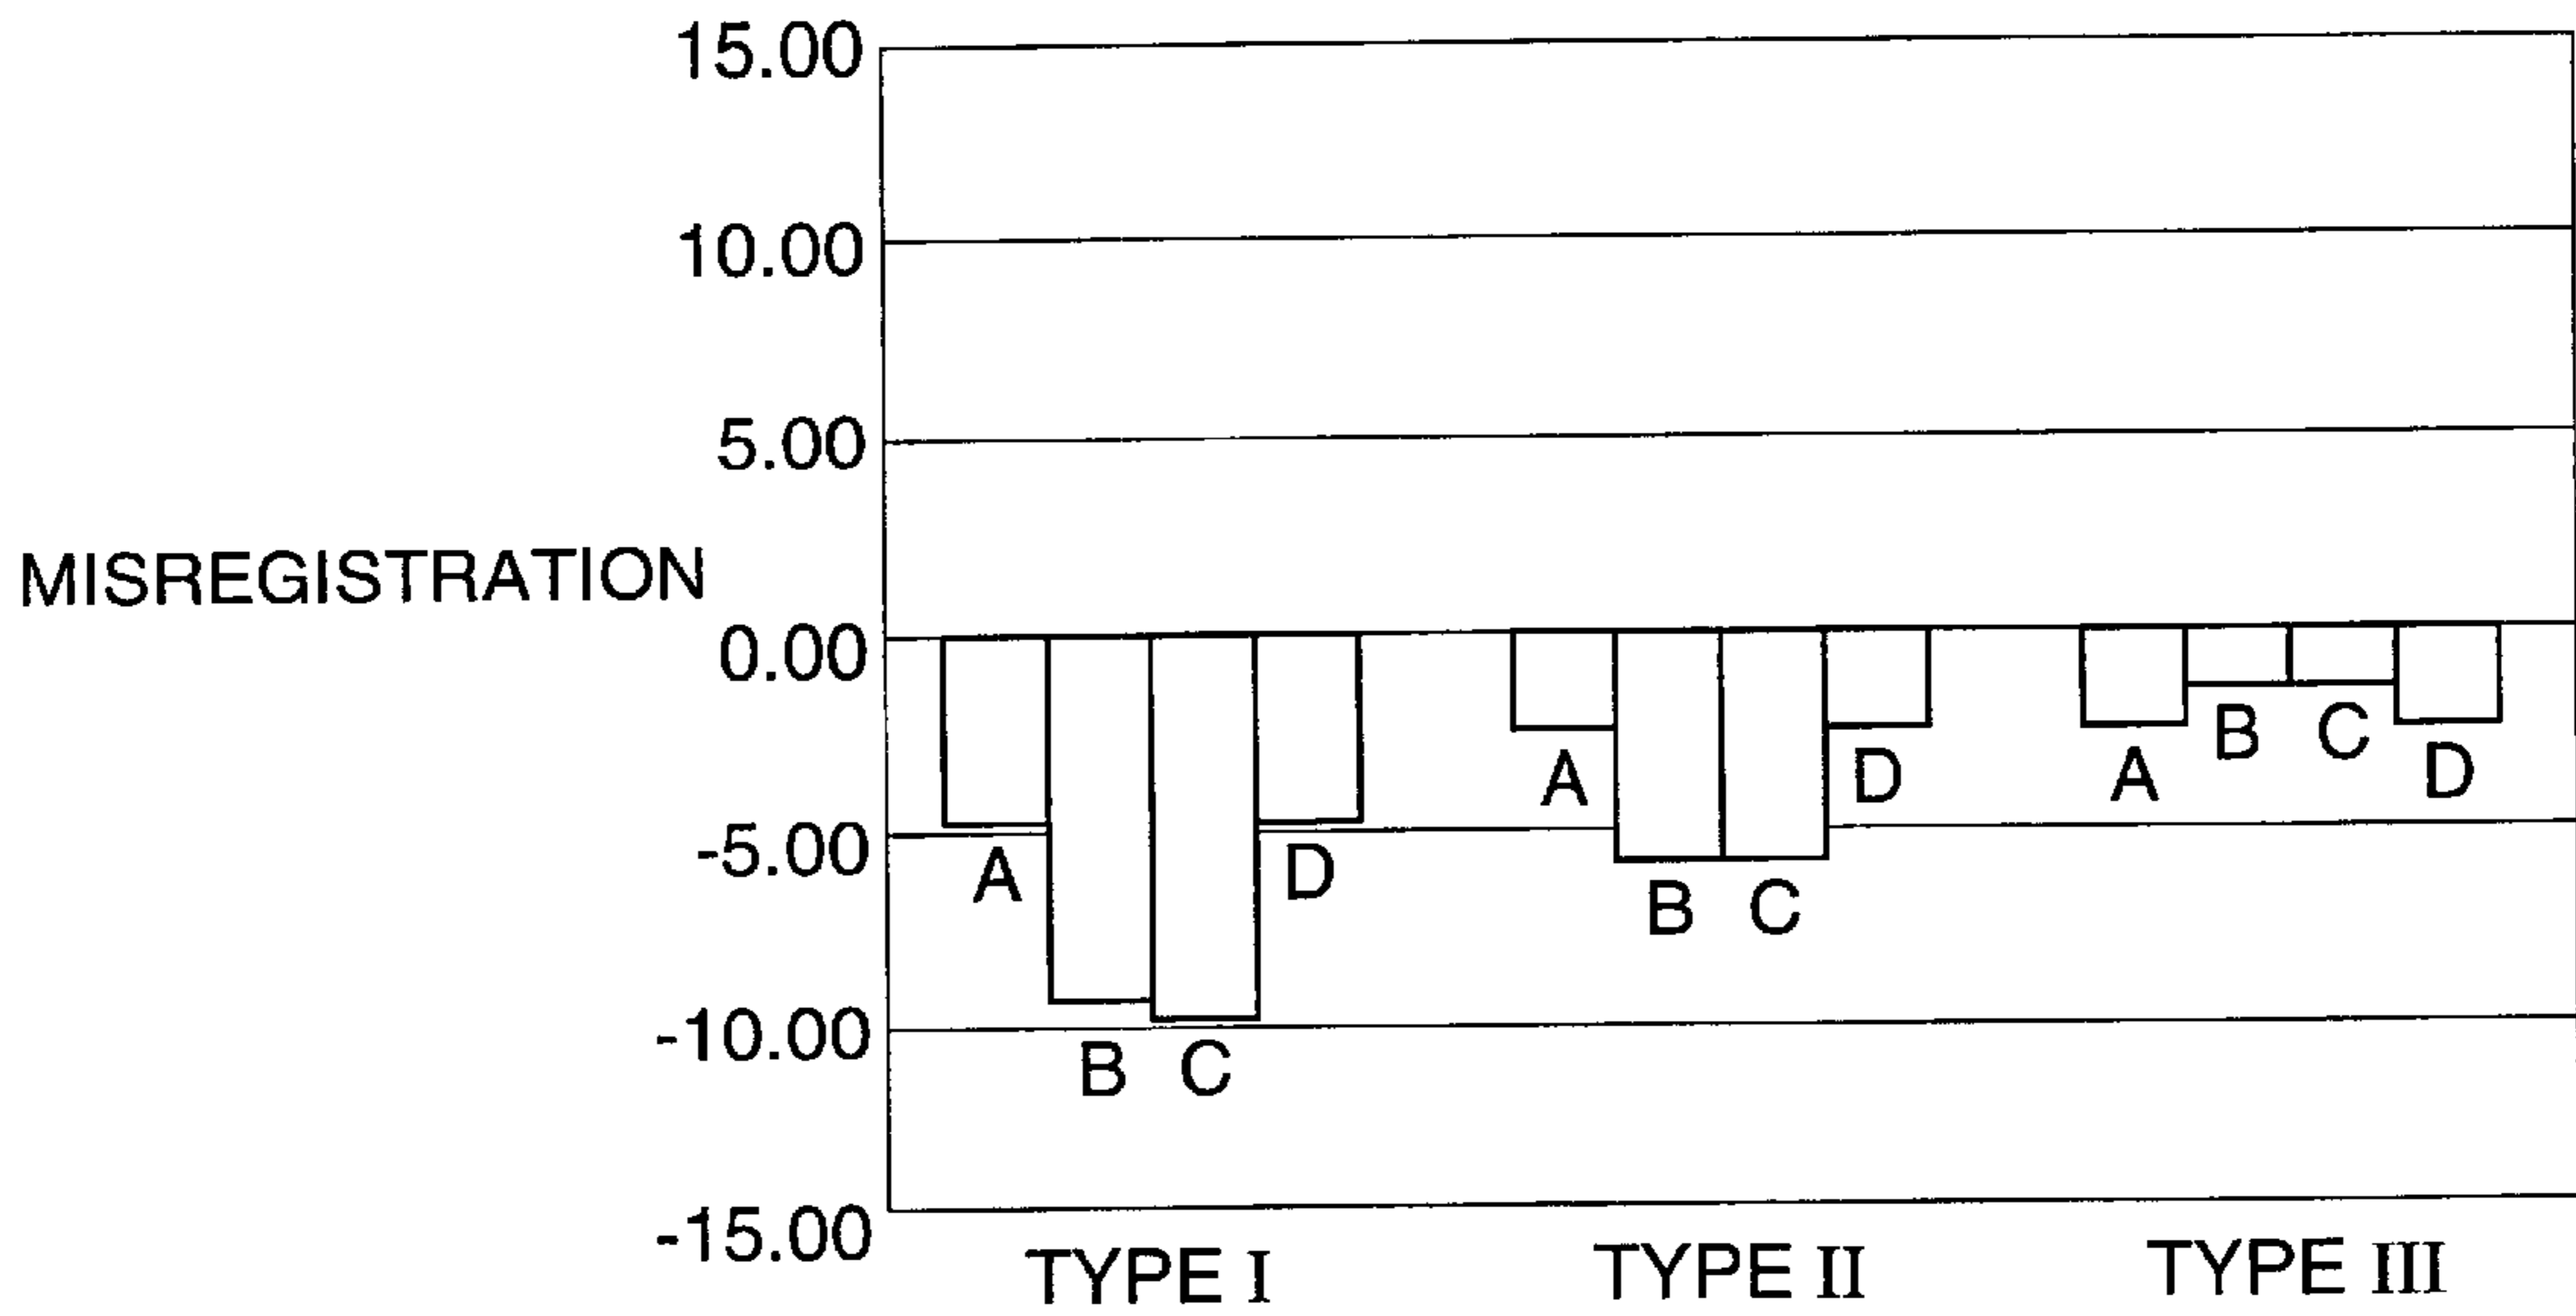 15.00
10.00
5.00
MISREGISTRATION
0.00
-5.00
-10.00
-15.00
A B C D
A B C D
A B C D
TYPE I TYPE II TYPE III